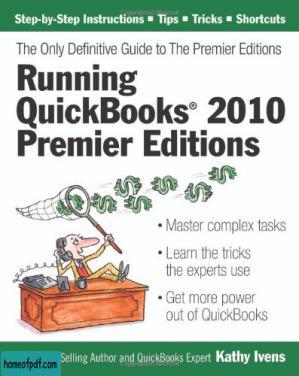 Step-by-Step Instructions ▪ Tips ▪ Tricks ▪ Shortcuts
The Only Definitive Guide to The Premier Editions
Running
QuickBooks® 2010
Premier Editions
• Master complex tasks
• Learn the tricks
the experts use
• Get more power
out of QuickBooks
Selling Author and QuickBooks Expert Kathy Ivens
homeofpdf.com